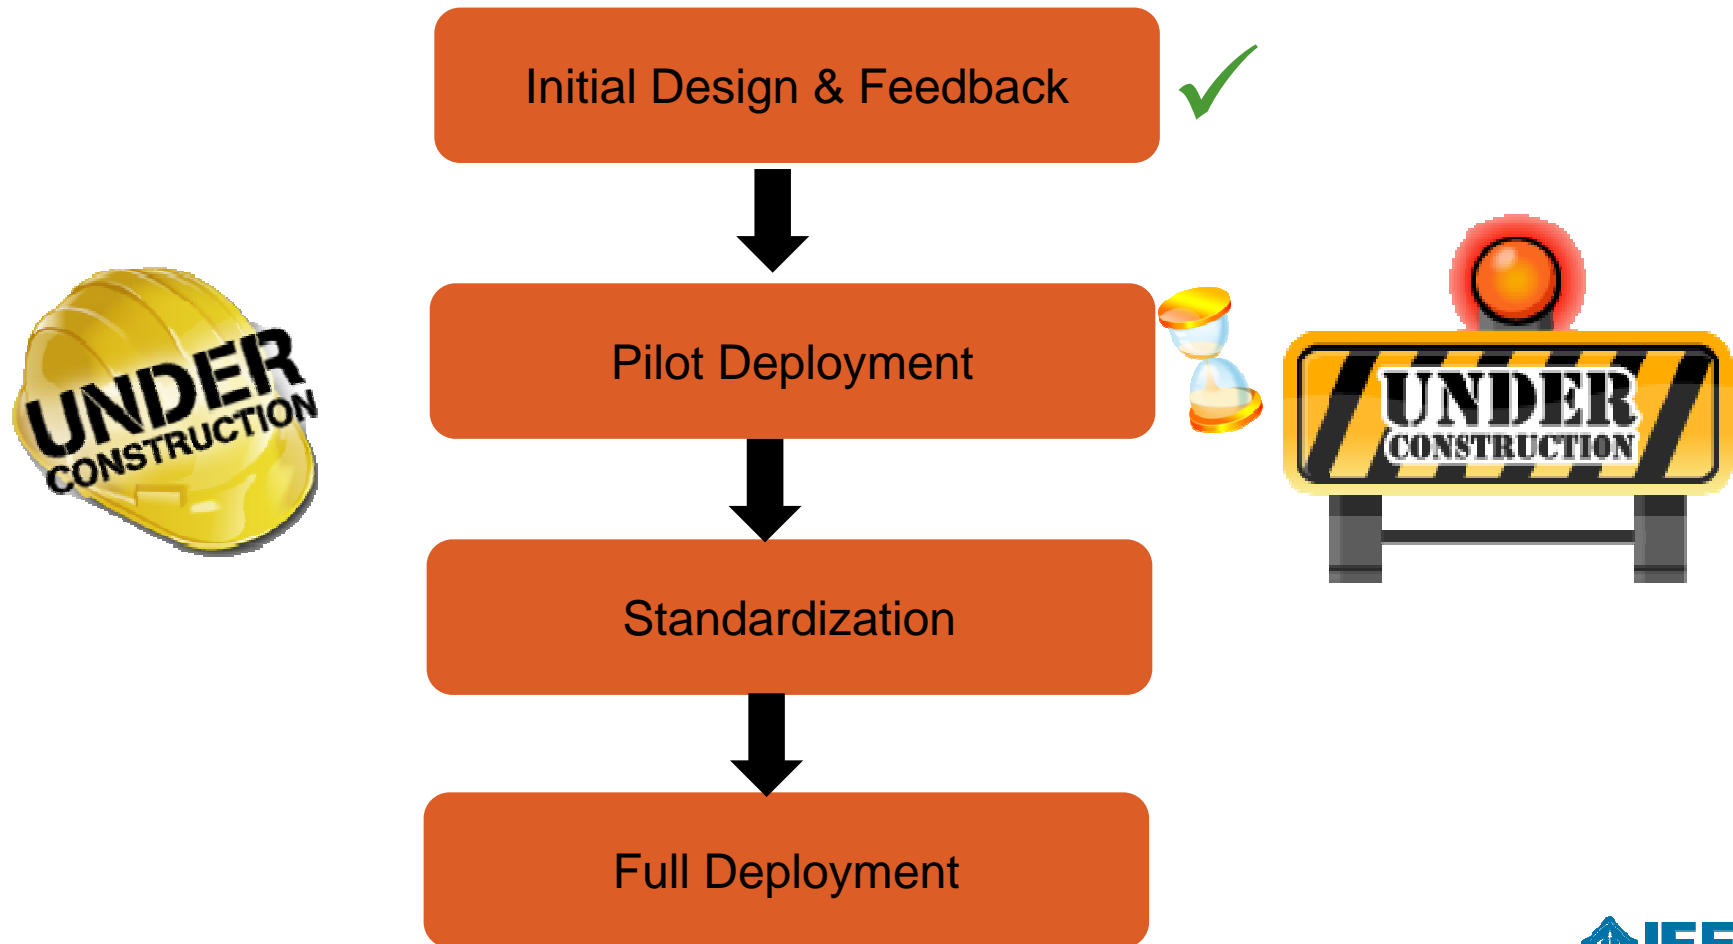 Initial Design & Feedback
UNDER
CONSTRUCTION
Pilot Deployment
UNDER
CONSTRUCTION
Standardization
Full Deployment